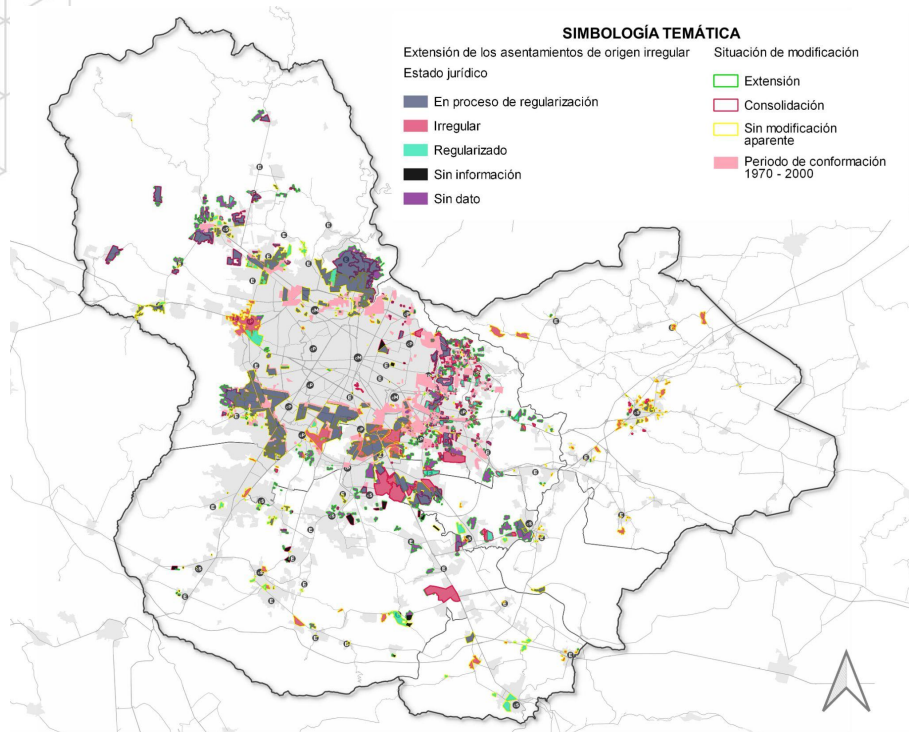 SIMBOLOGÍA TEMÁTICA
Extensión de los asentamientos de origen irregular
Estado jurídico
En proceso de regularización
Irregular
Regularizado
Sin información
Sin dato
Situación de modificación
Extensión
Consolidación
Sin modificación
aparente
Periodo de conformación
1970 - 2000